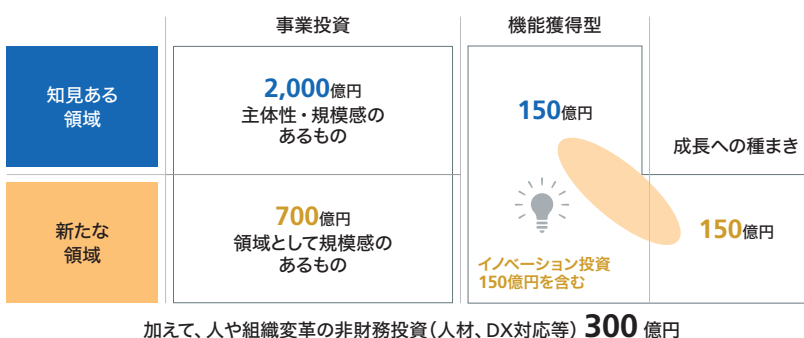 事業投資
機能獲得型
知見ある
領域
2,000億円
主体性・規模感の
あるもの
150億円
成長への種まき
新たな
領域
700億円
領域として規模感の
あるもの
イノベーション投資
150億円を含む
150億円
加えて、人や組織変革の非財務投資(人材、DX対応等) 300 億円